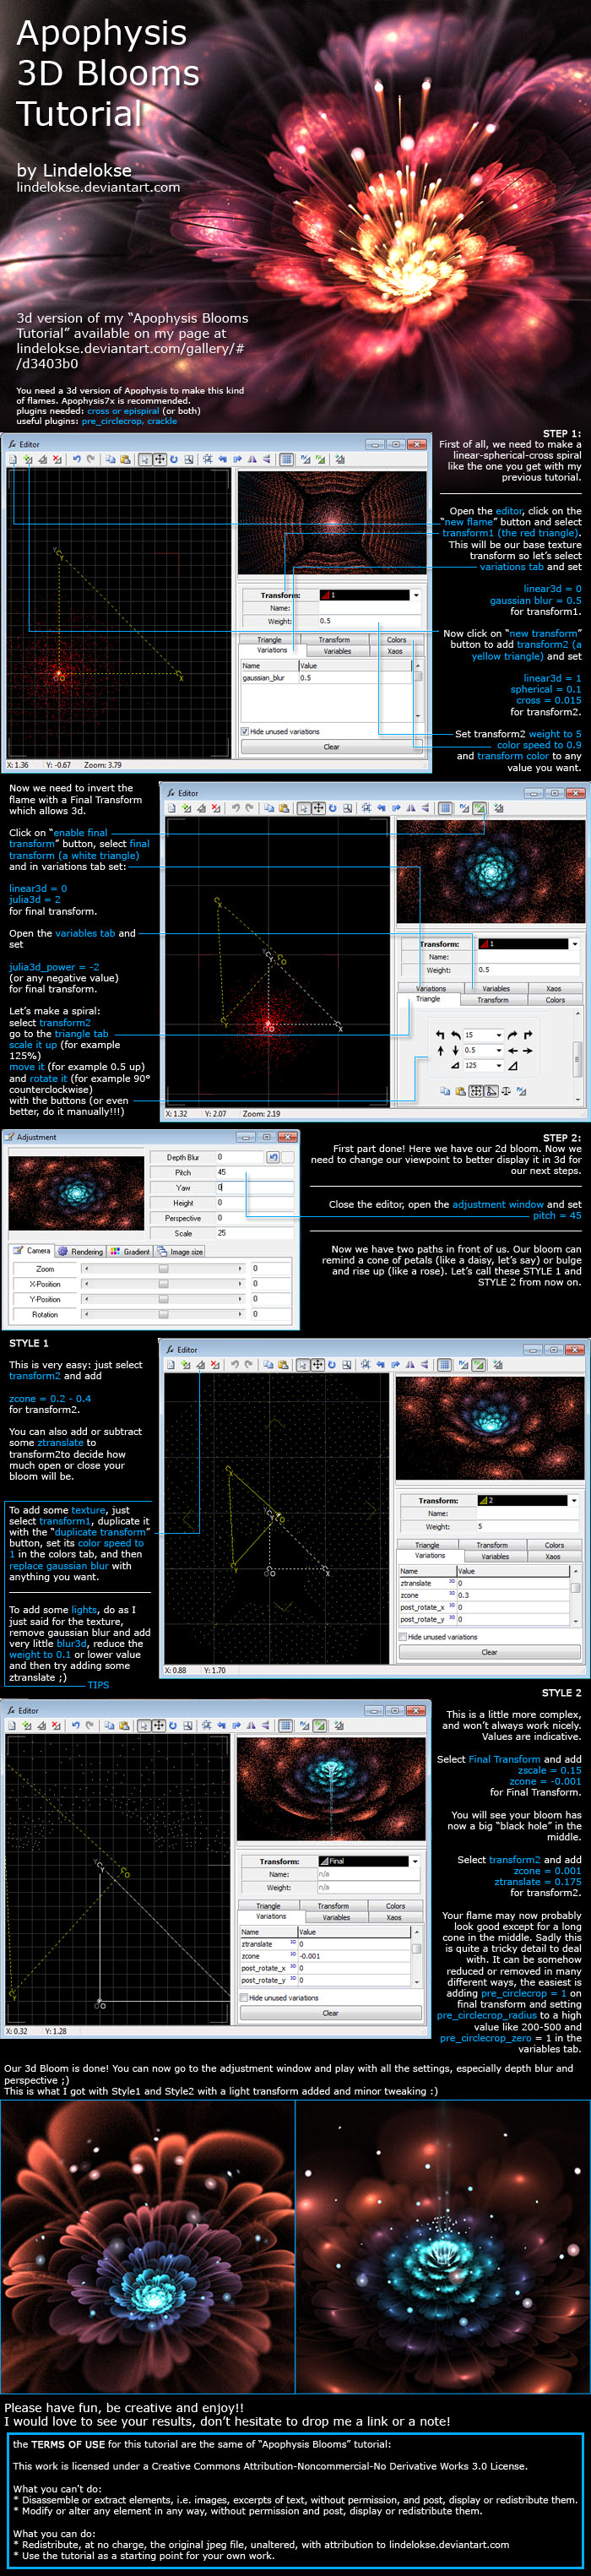 Apophysis
3D Blooms
Tutorial
by Lindelokse
lindelokse.deviantart.com
3d version of my “Apophysis Blooms
Tutorial” available on my page at
lindelokse.deviantart.com/gallery/#
/d3403b0
You need a 3d version of Apophysis to make this kind
of flames. Apophysis7x is recommended.
plugins needed: cross or epispiral (or both)
useful plugins: pre_circlecrop, crackle
Editor
Transform: 1
Name:
Weight: 0.5
Triangle Transform Colors
Variations Variables Xaos
Name Value
gaussian_blur 0.5
Hide unused variations
Clear
X: 1.36 Y: -0.67 Zoom: 3.79
STEP 1:
First of all, we need to make a
linear-spherical-cross spiral
like the one you get with my
previous tutorial.
Open the editor, click on the
“new flame” button and select
transform1 (the red triangle).
This will be our base texture
transform so let’s select
variations tab and set
linear3d = 0
gaussian blur = 0.5
for transform1.
Now click on “new transform”
button to add transform2 (a
yellow triangle) and set
linear3d = 1
spherical = 0.1
cross = 0.015
for transform2.
Set transform2 weight to 5
color speed to 0.9
and transform color to any
value you want.
Now we need to invert the
flame with a Final Transform
which allows 3d.
Click on “enable final
transform” button, select final
transform (a white triangle)
and in variations tab set:
linear3d = 0
julia3d = 2
for final transform.
Open the variables tab and
set
julia3d_power = -2
(or any negative value)
for final transform.
Let’s make a spiral:
select transform2
go to the triangle tab
scale it up (for example
125%)
move it (for example 0.5 up)
and rotate it (for example 90°
counterclockwise)
with the buttons (or even
better, do it manually!!!)
Editor
Transform: 1
Name:
Weight: 0.5
Variations Variables Xaos
Triangle Transform Colors
15
0.5
125
X: 1.32 Y: 2.07 Zoom: 2.19
Adjustment
Depth Blur 0
Pitch 45
Yaw 0
Height 0
Perspective 0
Scale 25
Camera Rendering Gradient Image size
Zoom 0
X-Position 0
Y-Position 0
Rotation 0
STEP 2:
First part done! Here we have our 2d bloom. Now we
need to change our viewpoint to better display it in 3d for
our next steps.
Close the editor, open the adjustment window and set
pitch = 45
Now we have two paths in front of us. Our bloom can
remind a cone of petals (like a daisy, let’s say) or bulge
and rise up (like a rose). Let’s call these STYLE 1 and
STYLE 2 from now on.
STYLE 1
This is very easy: just select
transform2 and add
zcone = 0.2 - 0.4
for transform2.
You can also add or subtract
some ztranslate to
transform2to decide how
much open or close your
bloom will be.
To add some texture, just
select transform1, duplicate it
with the “duplicate transform”
button, set its color speed to
1 in the colors tab, and then
replace gaussian blur with
anything you want.
To add some lights, do as I
just said for the texture,
remove gaussian blur and add
very little blur3d, reduce the
weight to 0.1 or lower value
and then try adding some
ztranslate ;)
TIPS
Editor
Transform: 2
Name:
Weight: 5
Triangle Transform Colors
Variations Variables Xaos
Name Value
ztranslate 3D 0
zcone 3D 0.3
post_rotate_x 3D 0
post_rotate_y 3D 0
Hide unused variations
Clear
X: 0.88 Y: 1.70
Editor
Transform: Final
Name: n/a
Weight: n/a
Triangle Transform Colors
Variations Variables Xaos
Name Value
ztranslate 3D 0
zcone 3D -0.001
post_rotate_x 3D 0
post_rotate_y 3D 0
Hide unused variations
Clear
X: 0.32 Y: 1.28
STYLE 2
This is a little more complex,
and won’t always work nicely.
Values are indicative.
Select Final Transform and add
zscale = 0.15
zcone = -0.001
for Final Transform.
You will see your bloom has
now a big “black hole” in the
middle.
Select transform2 and add
zcone = 0.001
ztranslate = 0.175
for transform2.
Your flame may now probably
look good except for a long
cone in the middle. Sadly this
is quite a tricky detail to deal
with. It can be somehow
reduced or removed in many
different ways, the easiest is
adding pre_circlecrop = 1 on
final transform and setting
pre_circlecrop_radius to a high
value like 200-500 and
pre_circlecrop_zero = 1 in the
variables tab.
Our 3d Bloom is done! You can now go to the adjustment window and play with all the settings, especially depth blur and
perspective ;)
This is what I got with Style1 and Style2 with a light transform added and minor tweaking :)
Please have fun, be creative and enjoy!!
I would love to see your results, don’t hesitate to drop me a link or a note!
the TERMS OF USE for this tutorial are the same of “Apophysis Blooms” tutorial:
This work is licensed under a Creative Commons Attribution-Noncommercial-No Derivative Works 3.0 License.
What you can't do:
* Disassemble or extract elements, i.e. images, excerpts of text, without permission, and post, display or redistribute them.
* Modify or alter any element in any way, without permission and post, display or redistribute them.
What you can do:
* Redistribute, at no charge, the original jpeg file, unaltered, with attribution to lindelokse.deviantart.com
* Use the tutorial as a starting point for your own work.